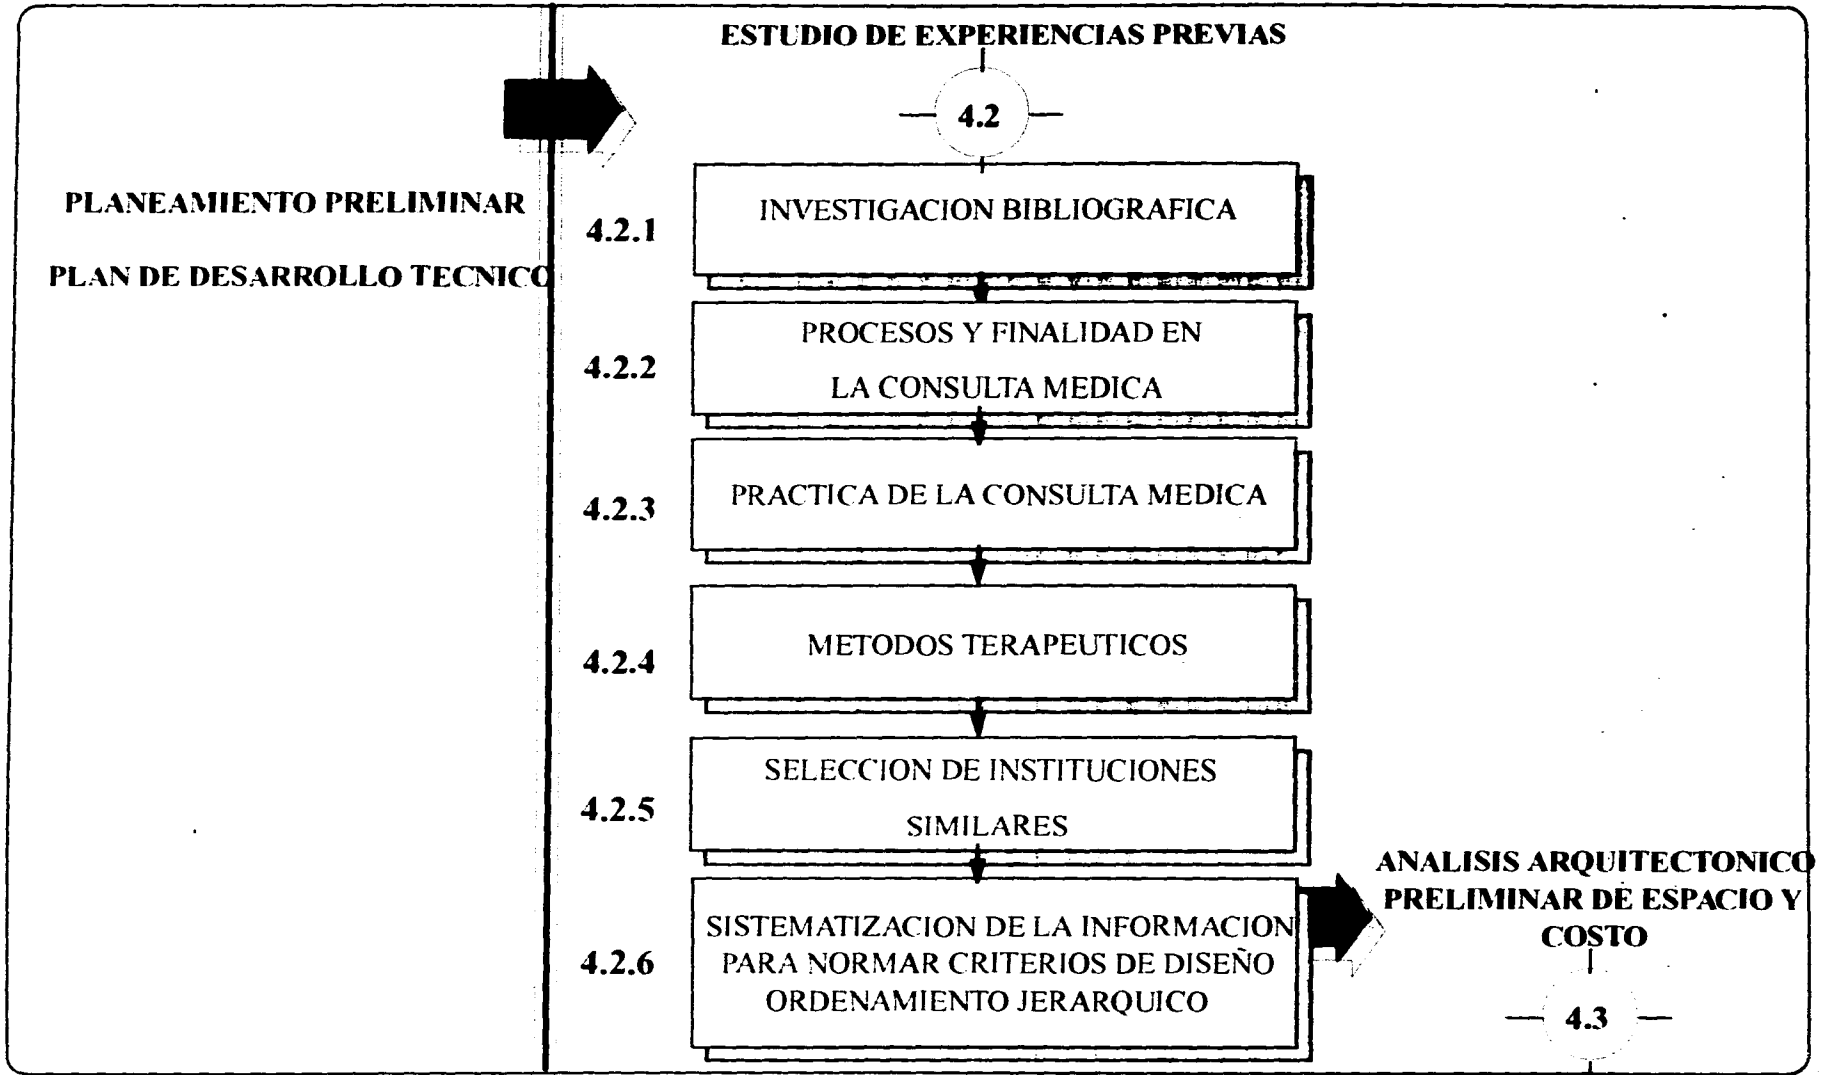 ESTUDIO DE EXPERIENCIAS PREVIAS
4.2
PLANEAMIENTO PRELIMINAR
PLAN DE DESARROLLO TECNICO
4.2.1
INVESTIGACION BIBLIOGRAFICA
4.2.2
PROCESOS Y FINALIDAD EN
LA CONSULTA MEDICA
4.2.3
PRACTICA DE LA CONSULTA MEDICA
4.2.4
METODOS TERAPEUTICOS
4.2.5
SELECCION DE INSTITUCIONES
SIMILARES
4.2.6
SISTEMATIZACION DE LA INFORMACION
PARA NORMAR CRITERIOS DE DISEÑO
ORDENAMIENTO JERARQUICO
ANALISIS ARQUITECTONICO
PRELIMINAR DE ESPACIO Y
COSTO
4.3